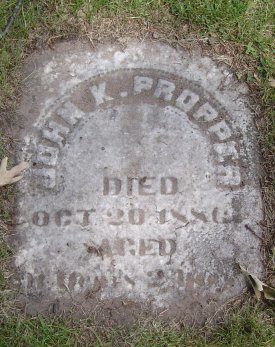 JOHN K. PROPPER
DIED
OCT 20 1886
AGED